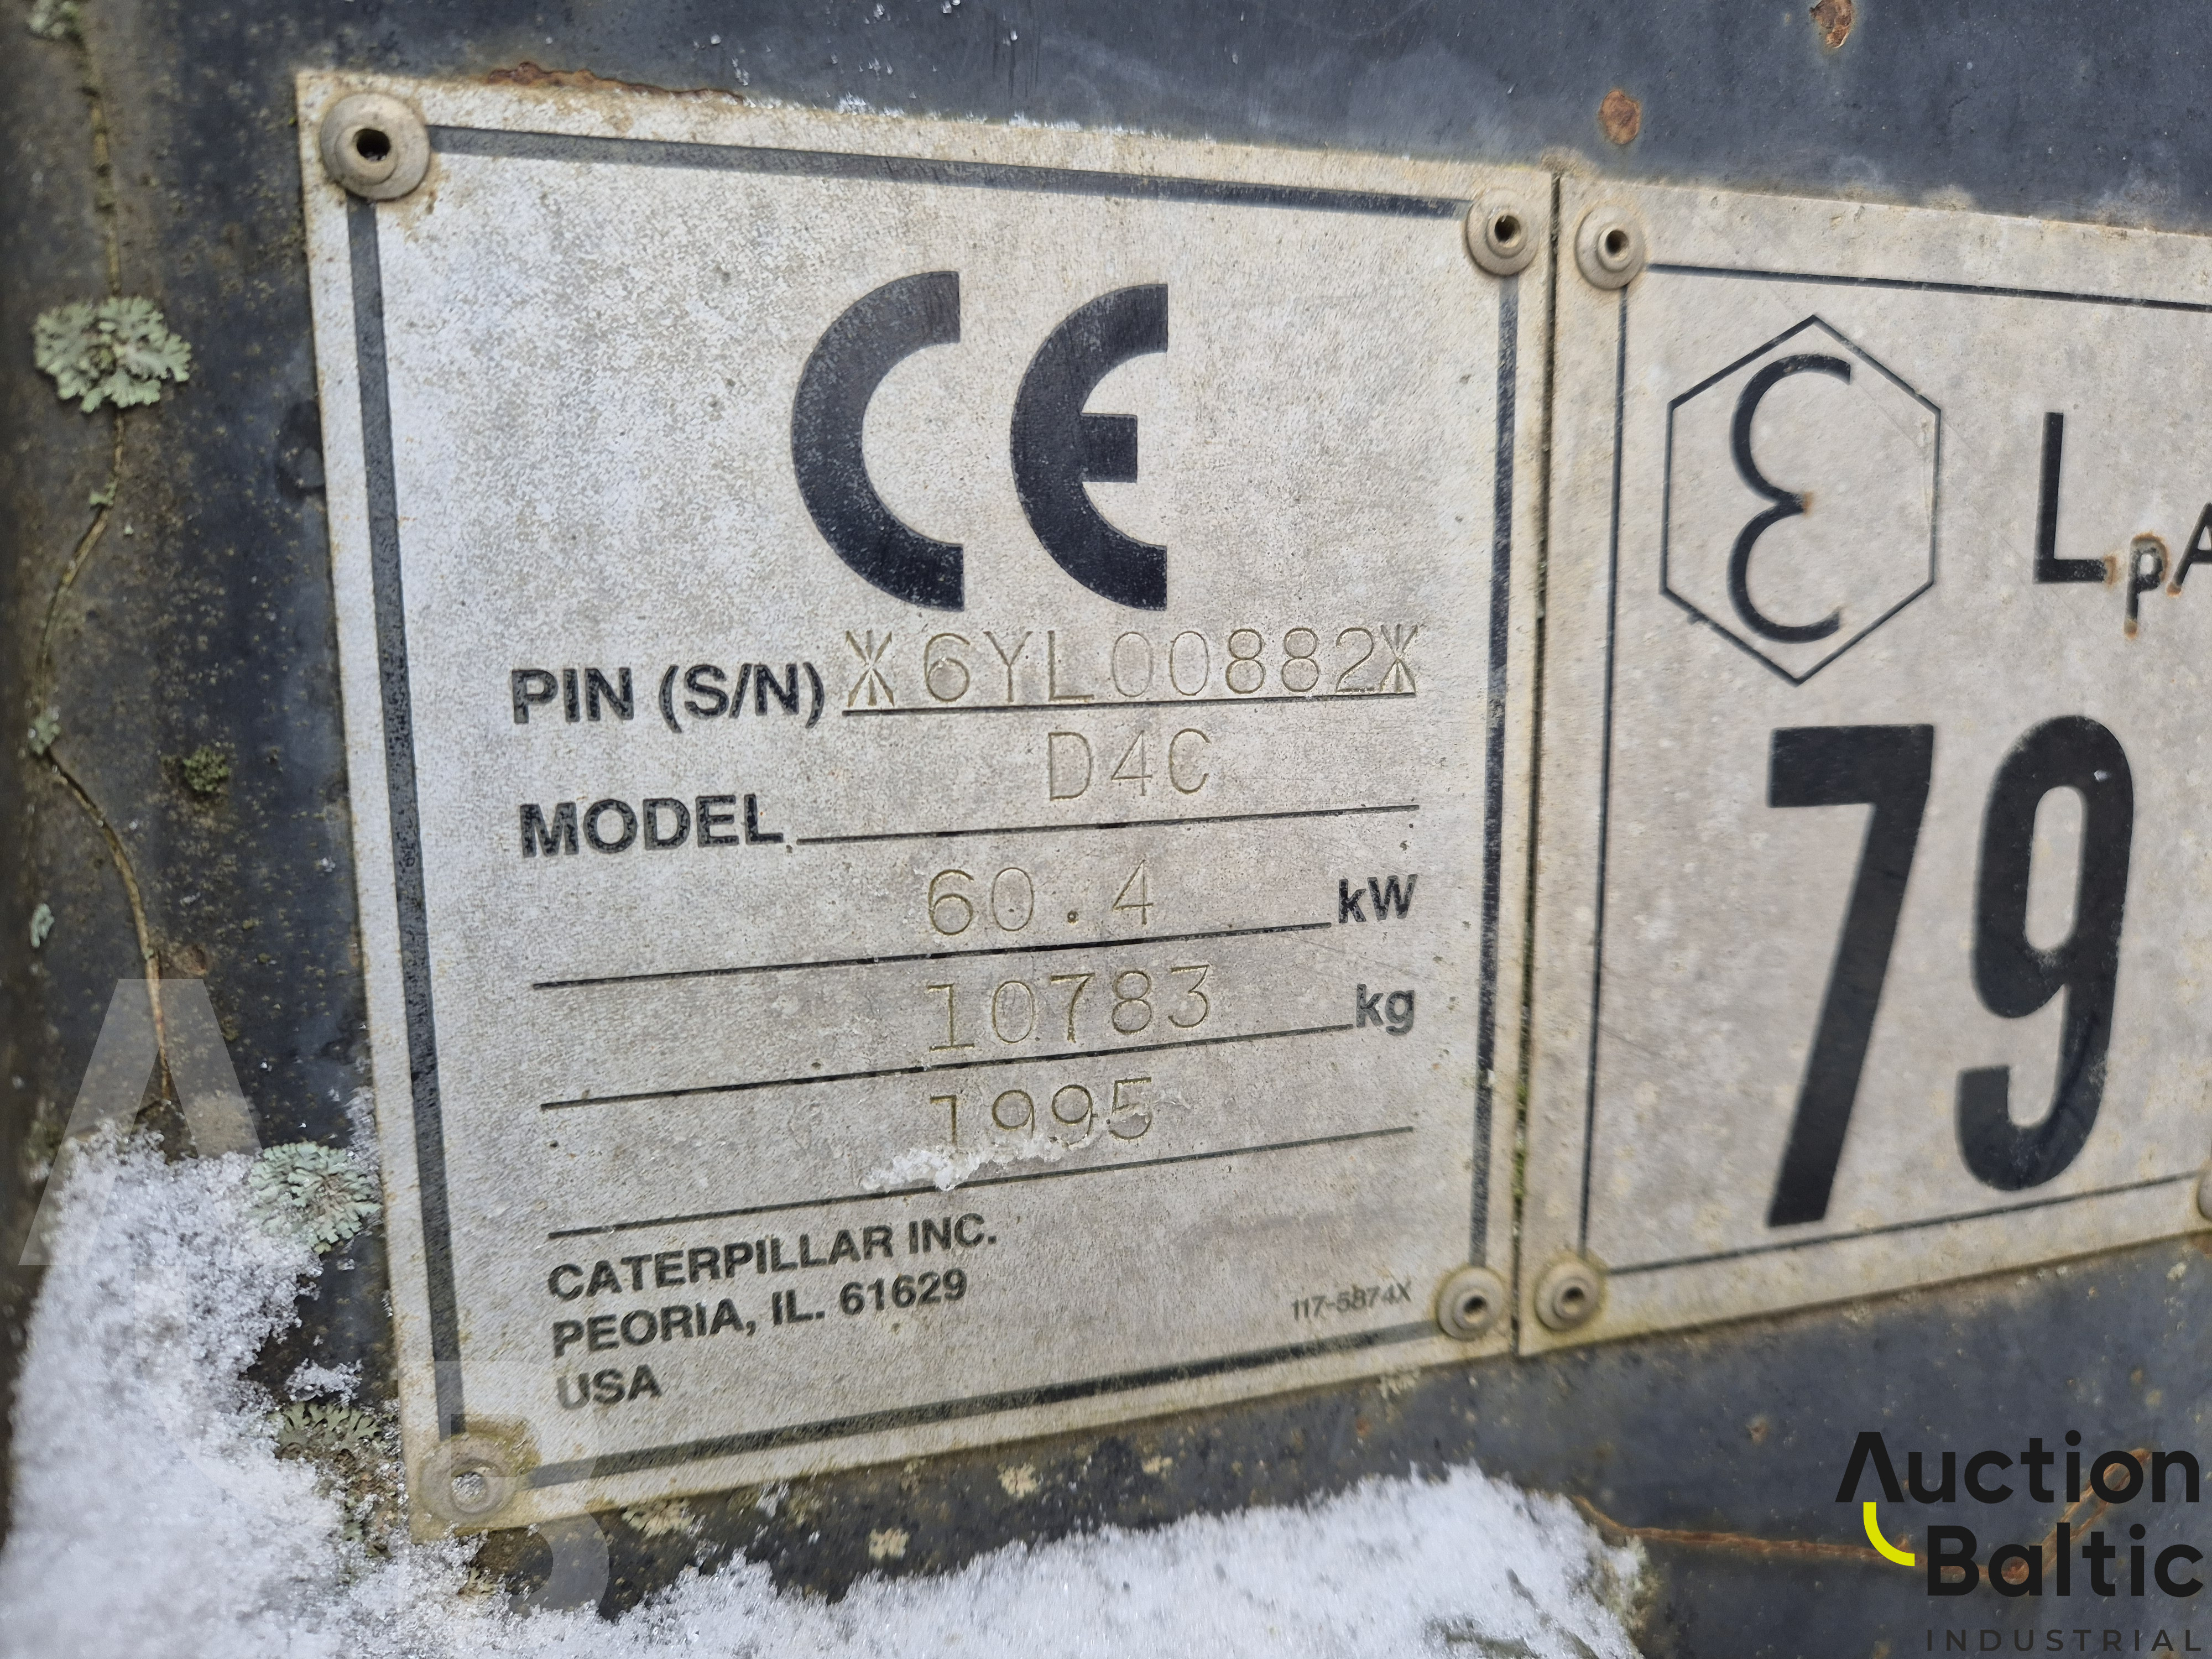 CE
PIN (S/N) *6YL00882*
MODEL D4C
60.4 kW
10783 kg
1995
CATERPILLAR INC.
PEORIA, IL. 61629
USA
117-5874X
ε LpA
79
Auction
Baltic
INDUSTRIAL